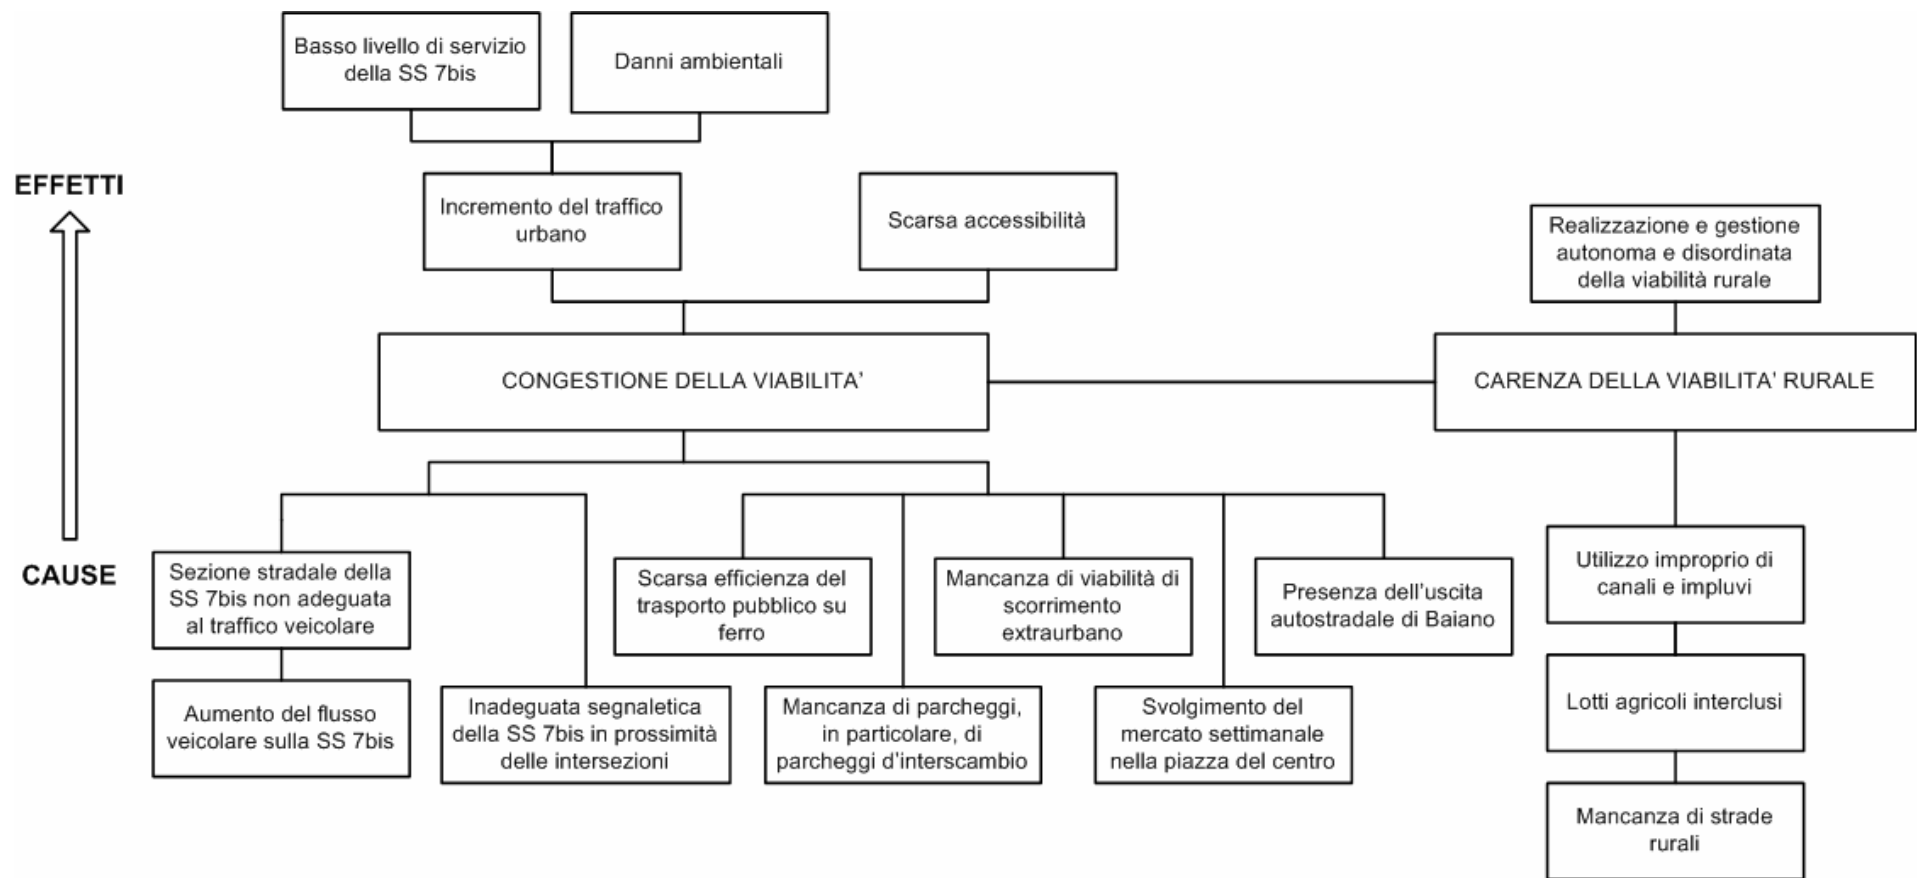 Basso livello di servizio
della SS 7bis
Danni ambientali
EFFETTI
Incremento del traffico
urbano
Scarsa accessibilità
Realizzazione e gestione
autonoma e disordinata
della viabilità rurale
CONGESTIONE DELLA VIABILITA'
CARENZA DELLA VIABILITA' RURALE
CAUSE
Sezione stradale della
SS 7bis non adeguata
al traffico veicolare
Scarsa efficienza del
trasporto pubblico su
ferro
Mancanza di viabilità di
scorrimento
extraurbano
Presenza dell'uscita
autostradale di Baiano
Utilizzo improprio di
canali e impluvi
Aumento del flusso
veicolare sulla SS 7bis
Inadeguata segnaletica
della SS 7bis in prossimità
delle intersezioni
Mancanza di parcheggi,
in particolare, di
parcheggi d'interscambio
Svolgimento del
mercato settimanale
nella piazza del centro
Lotti agricoli interclusi
Mancanza di strade
rurali